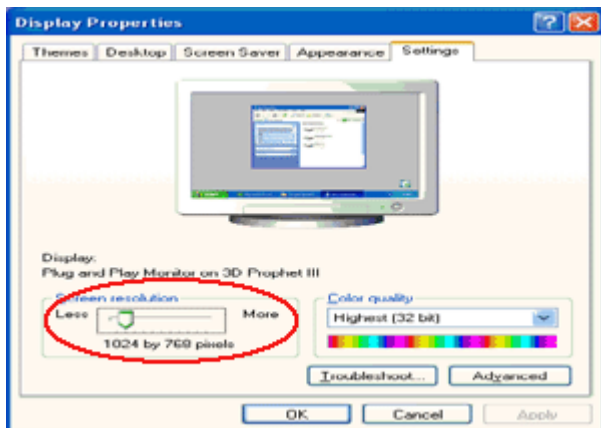 Display Properties
Themes Desktop Screen Saver Appearance Settings
Display:
Plug and Play Monitor on 3D Prophet III
Screen resolution
Less More
1024 by 768 pixels
Color quality
Highest (32 bit)
Troubleshoot... Advanced
OK Cancel Apply